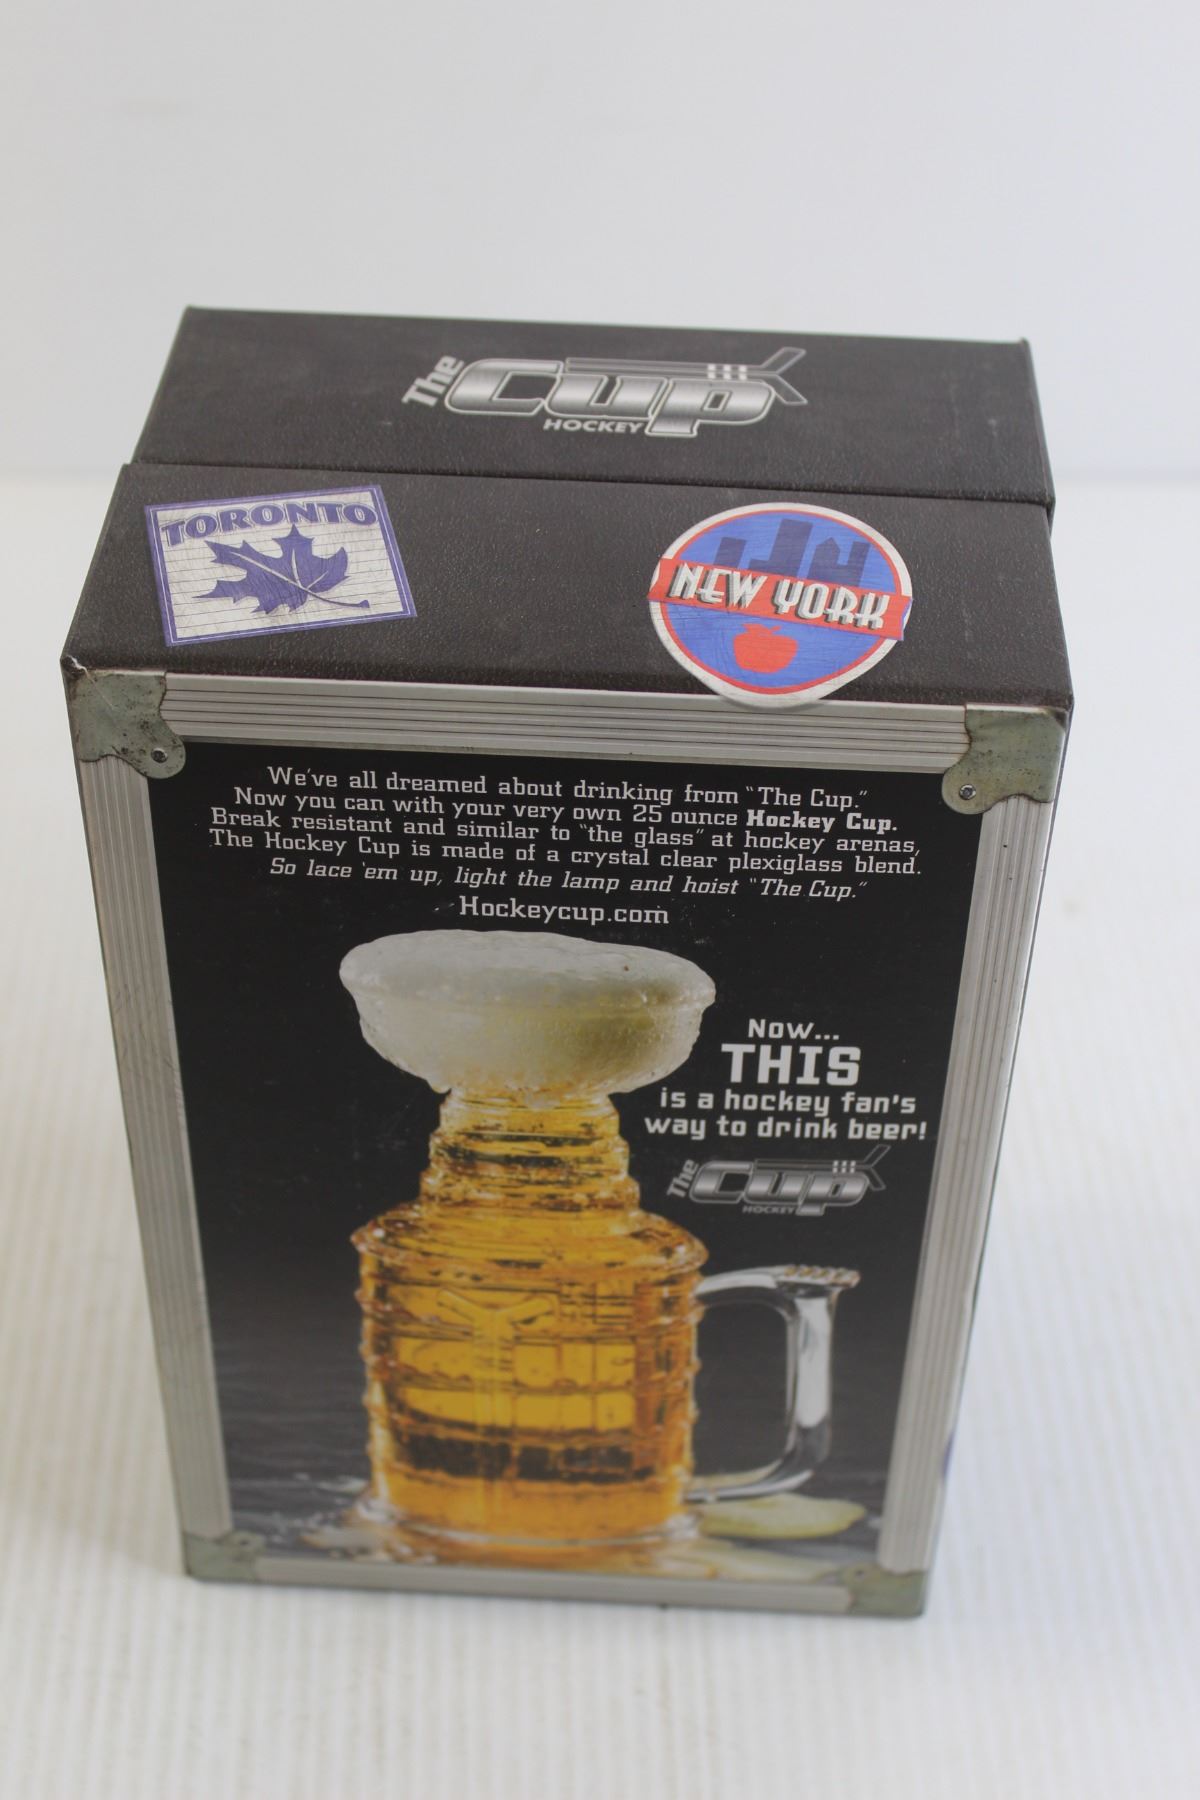 The Cup
HOCKEY
TORONTO
NEW YORK
We've all dreamed about drinking from "The Cup."
Now you can with your very own 25 ounce Hockey Cup.
Break resistant and similar to "the glass" at hockey arenas,
The Hockey Cup is made of a crystal clear plexiglass blend.
So lace 'em up, light the lamp and hoist "The Cup."
Hockeycup.com
Now...
THIS
is a hockey fan's
way to drink beer!
The Cup
HOCKEY